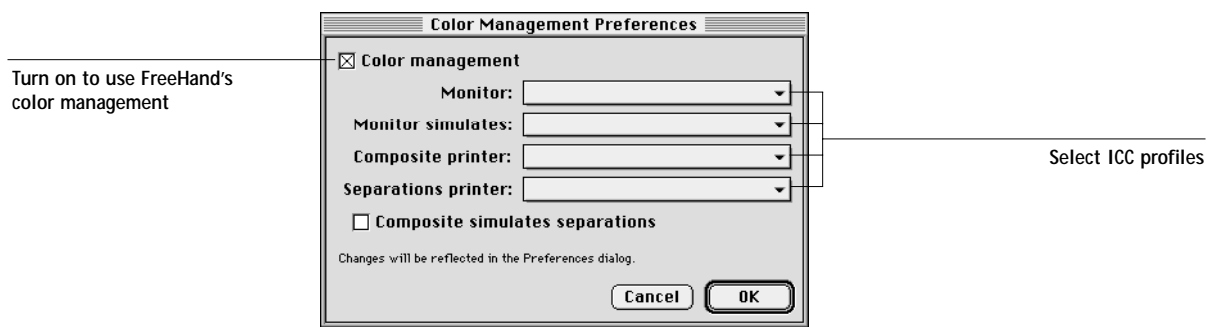 Color Management Preferences
Turn on to use FreeHand's
color management
Color management
Monitor:
Monitor simulates:
Composite printer:
Separations printer:
Select ICC profiles
Composite simulates separations
Changes will be reflected in the Preferences dialog.
Cancel
OK